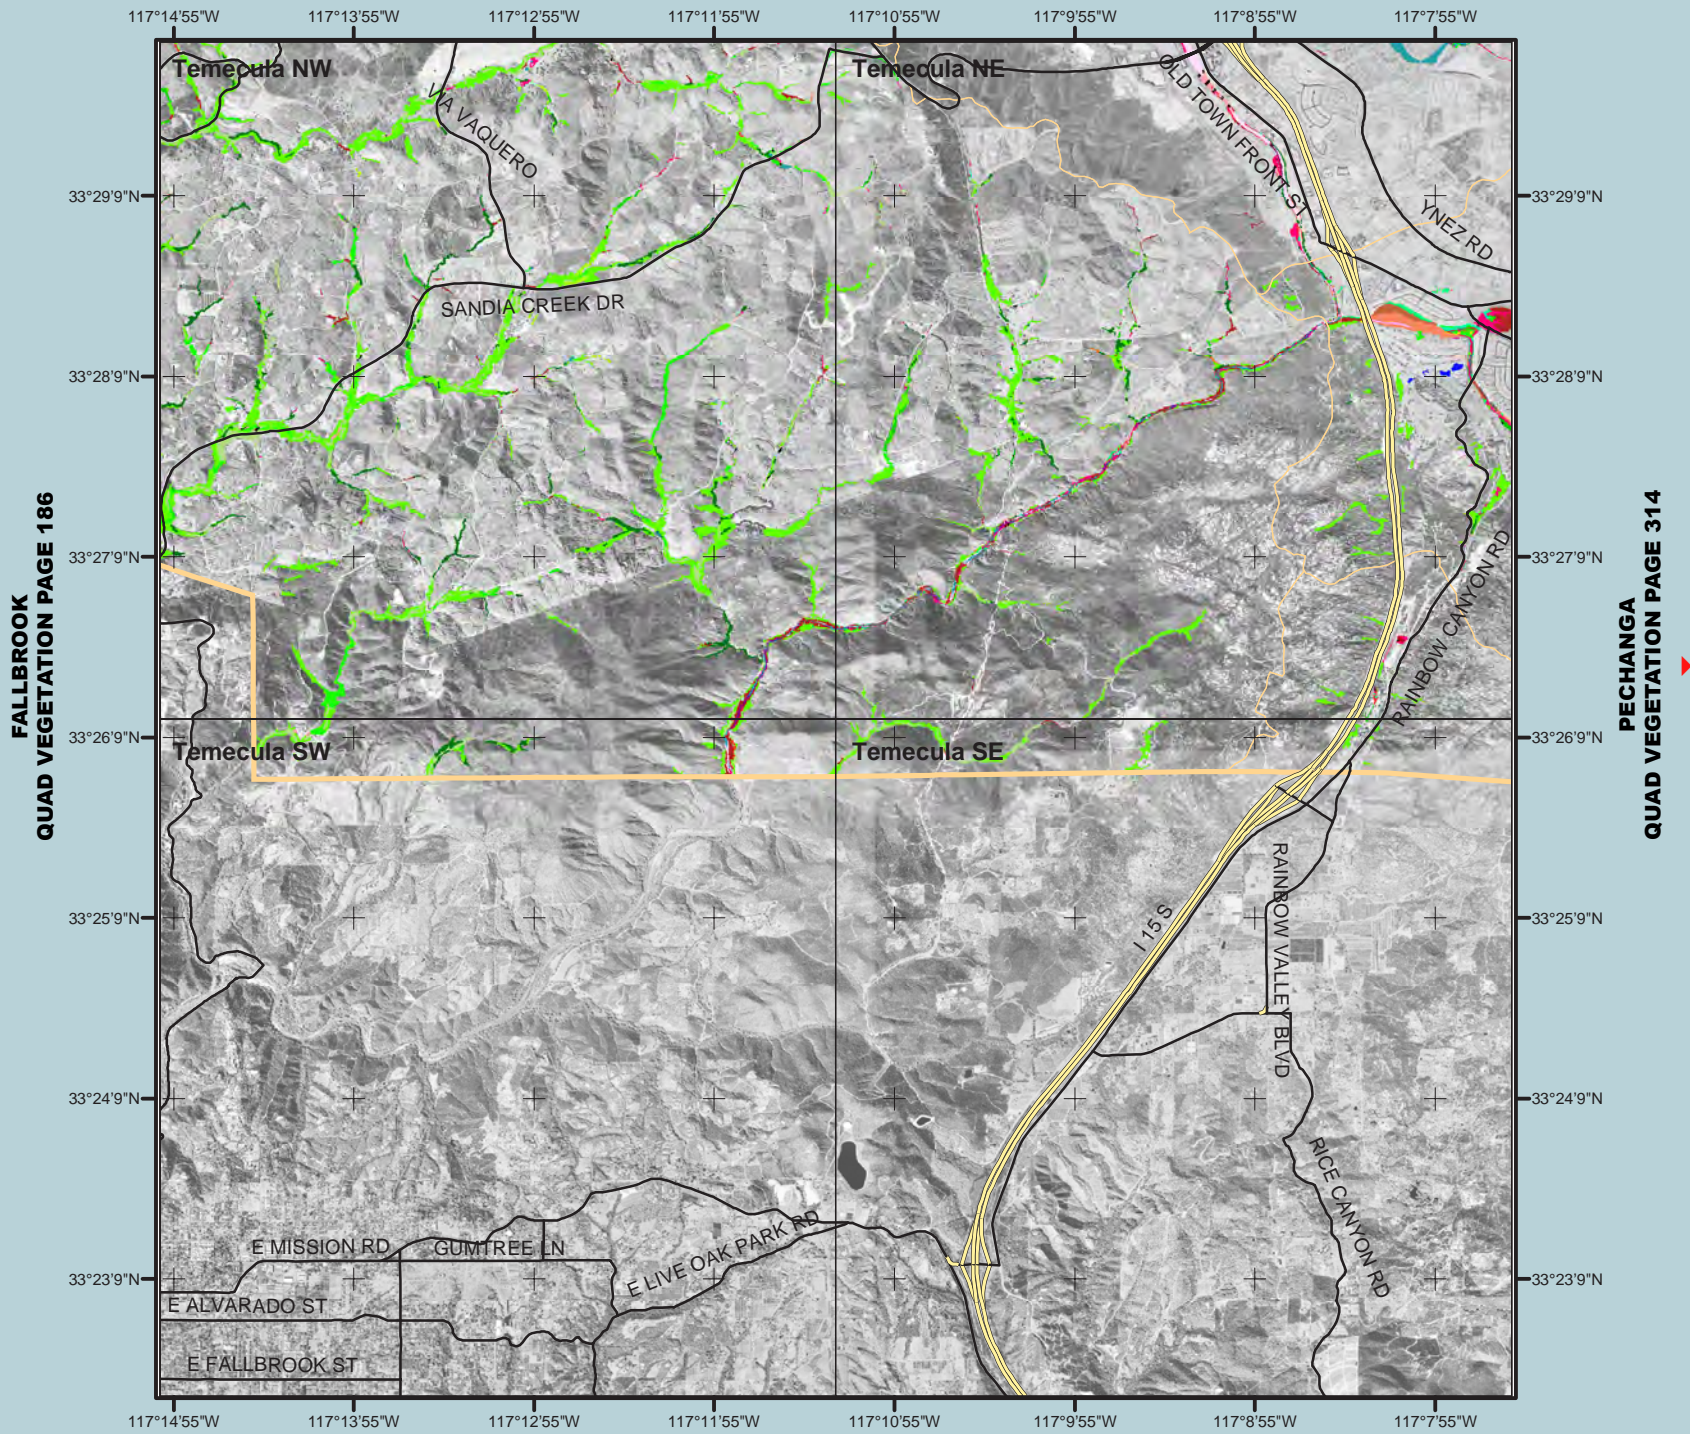 117°14'55"W 117°13'55"W 117°12'55"W 117°11'55"W 117°10'55"W 117°9'55"W 117°8'55"W 117°7'55"W
Temecula NW
Temecula NE
OLD TOWN FRONT ST
VIA VAQUERO
33°29'9"N
33°29'9"N
YNEZ RD
SANDIA CREEK DR
33°28'9"N
33°28'9"N
FALLBROOK
QUAD VEGETATION PAGE 186
PECHANGA
QUAD VEGETATION PAGE 314
33°27'9"N
33°27'9"N
RAINBOW CANYON RD
33°26'9"N
Temecula SW
Temecula SE
33°26'9"N
RAINBOW VALLEY BLVD
I 15 S
33°25'9"N
33°25'9"N
33°24'9"N
33°24'9"N
RICE CANYON RD
E MISSION RD
GUMTREE LN
E LIVE OAK PARK RD
33°23'9"N
33°23'9"N
E ALVARADO ST
E FALLBROOK ST
117°14'55"W 117°13'55"W 117°12'55"W 117°11'55"W 117°10'55"W 117°9'55"W 117°8'55"W 117°7'55"W